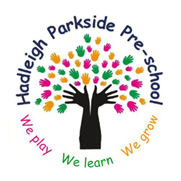 Hadleigh Parkside Pre-school
We play
We learn
We grow